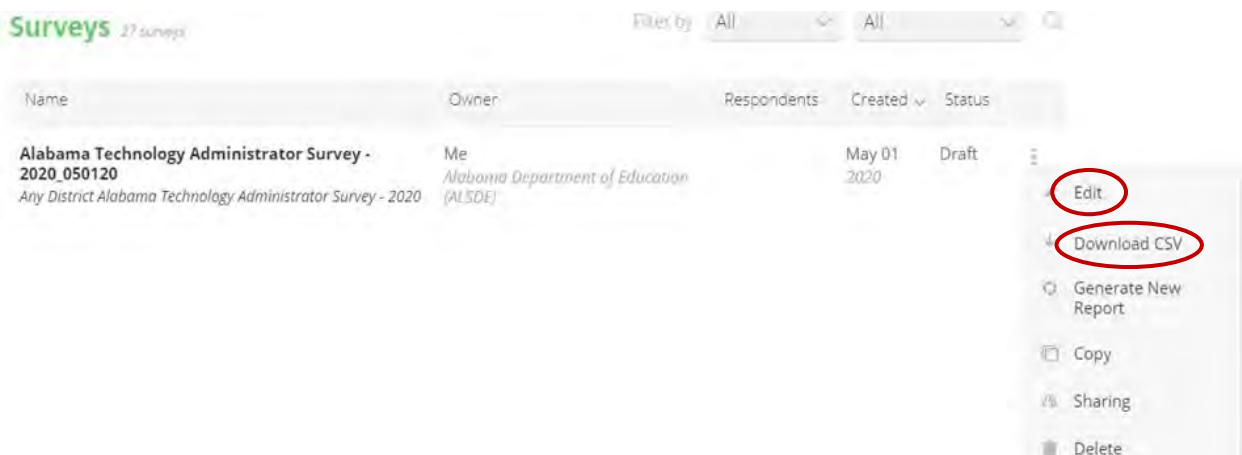 Surveys 27 surveys
Filter by All All
Name Owner Respondents Created Status
Alabama Technology Administrator Survey -
2020_050120
Any District Alabama Technology Administrator Survey - 2020
Me
Alabama Department of Education
(ALSDE)
May 01
2020
Draft
Edit
Download CSV
Generate New
Report
Copy
Sharing
Delete